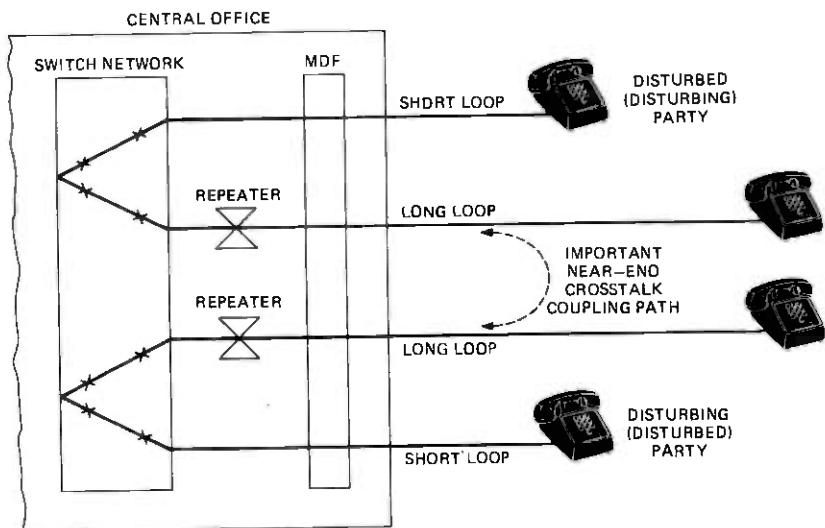 CENTRAL OFFICE
SWITCH NETWORK
MDF
SHORT LOOP
DISTURBED
(DISTURBING)
PARTY
REPEATER
LONG LOOP
IMPORTANT
NEAR-END
CROSSTALK
COUPLING PATH
REPEATER
LONG LOOP
DISTURBING
(DISTURBED)
PARTY
SHORT LOOP